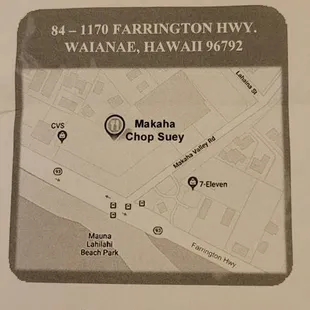 84 – 1170 FARRINGTON HWY.
WAIANAE, HAWAII 96792
Lahaina St
CVS
Makaha
Chop Suey
Makaha Valley Rd
93
7-Eleven
93
Mauna
Lahilahi
Beach Park
Farrington Hwy